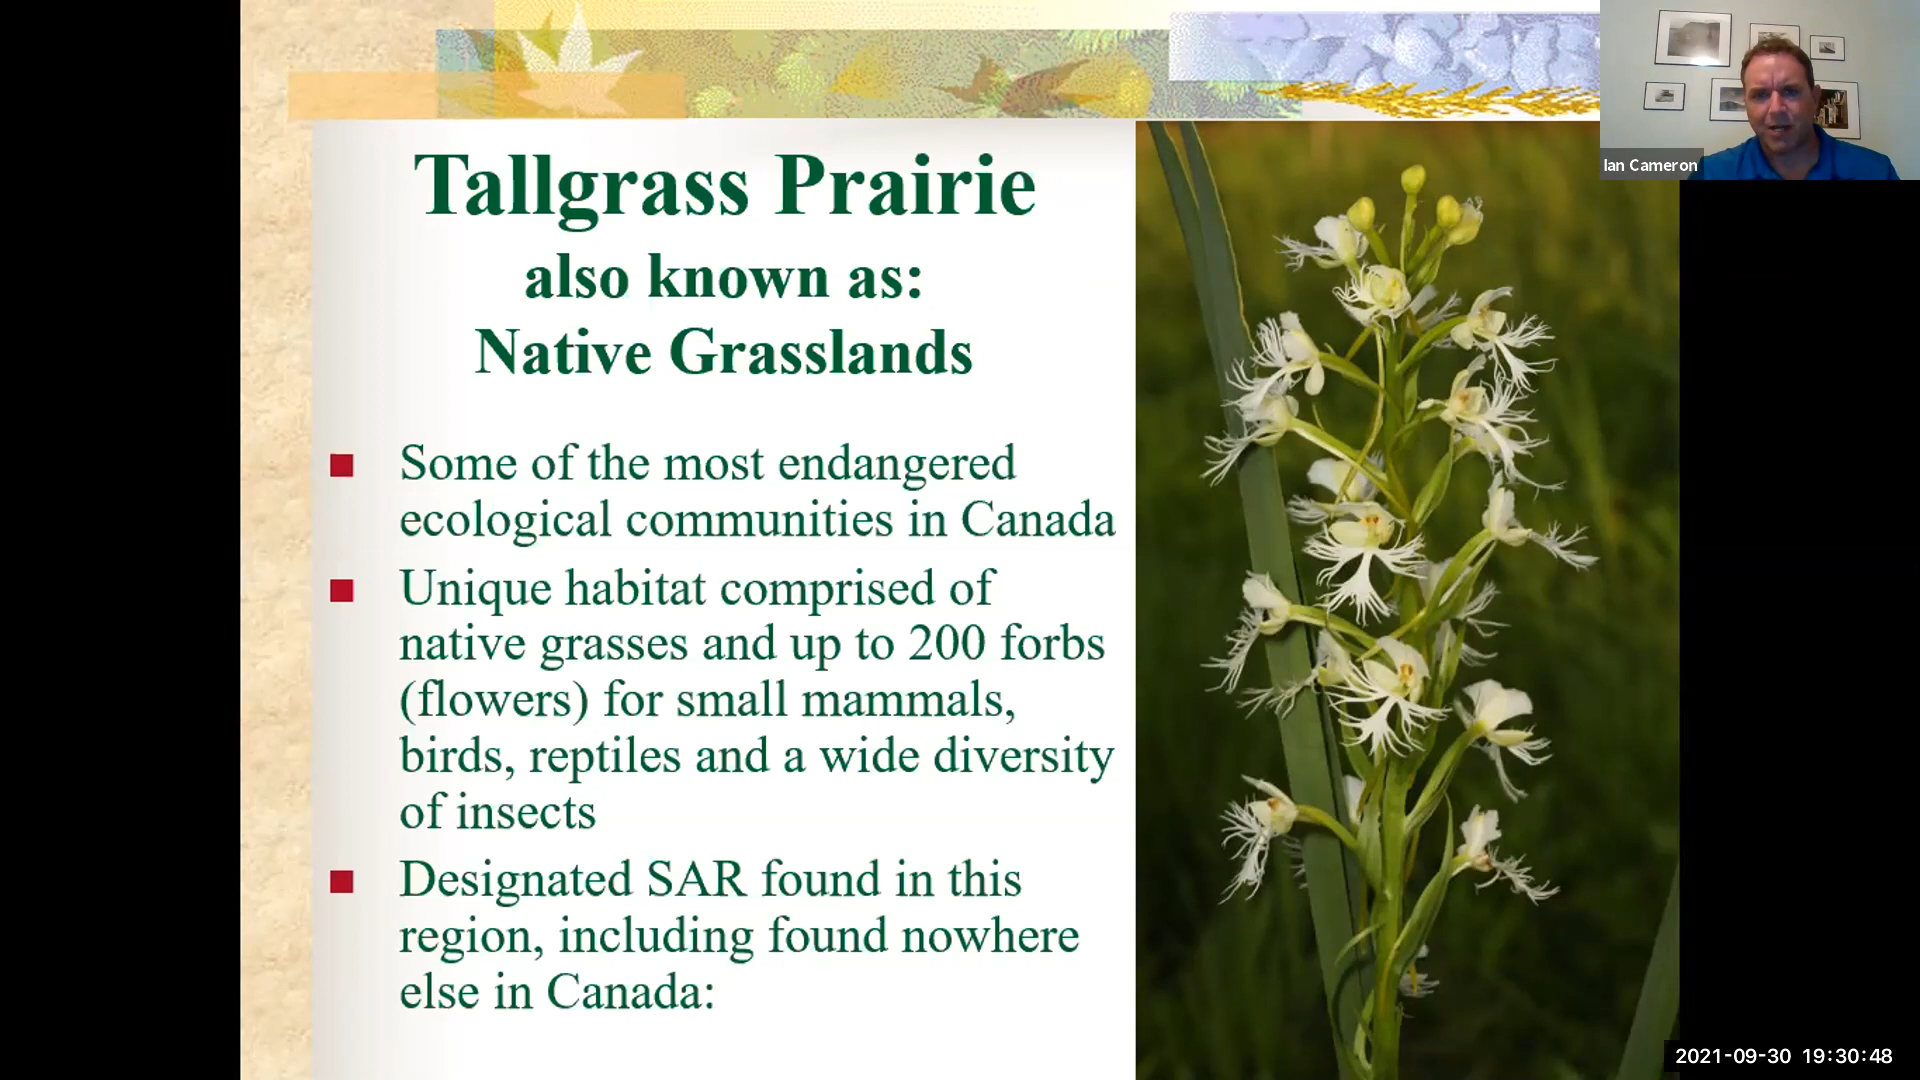 Tallgrass Prairie
also known as:
Native Grasslands
Some of the most endangered
ecological communities in Canada
Unique habitat comprised of
native grasses and up to 200 forbs
(flowers) for small mammals,
birds, reptiles and a wide diversity
of insects
Designated SAR found in this
region, including found nowhere
else in Canada:
Ian Cameron
2021-09-30 19:30:48